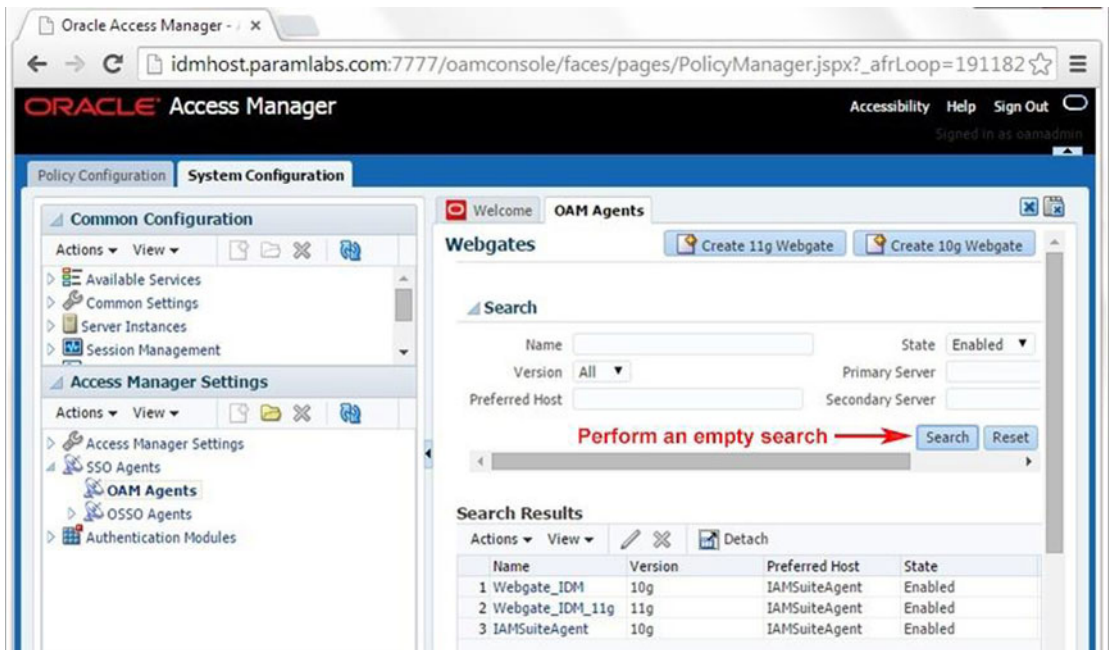 Oracle Access Manager -
idmhost.paramlabs.com:7777/oamconsole/faces/pages/PolicyManager.jspx?_afrLoop=191182
ORACLE Access Manager
Accessibility Help Sign Out
Signed in as oamadmin
Policy Configuration System Configuration
Common Configuration
Actions View
Available Services
Common Settings
Server Instances
Session Management
Access Manager Settings
Actions View
Access Manager Settings
SSO Agents
OAM Agents
OSSO Agents
Authentication Modules
Welcome OAM Agents
Webgates Create 11g Webgate Create 10g Webgate
Search
Name State Enabled
Version All Primary Server
Preferred Host Secondary Server
Perform an empty search Search Reset
Search Results
Actions View Detach
Name Version Preferred Host State
1 Webgate_IDM 10g IAMSuiteAgent Enabled
2 Webgate_IDM_11g 11g IAMSuiteAgent Enabled
3 IAMSuiteAgent 10g IAMSuiteAgent Enabled